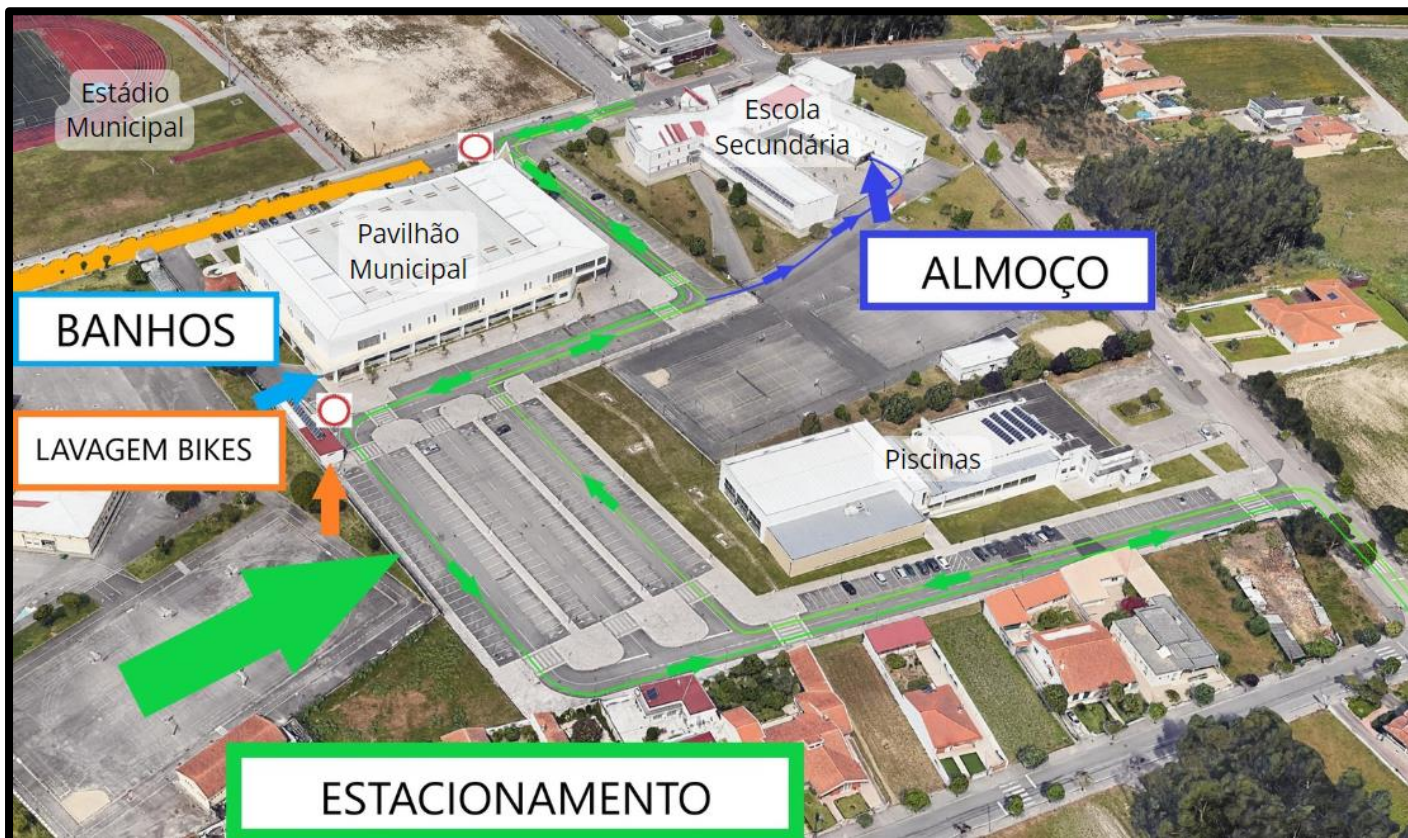 Estádio
Municipal
Escola
Secundária
Pavilhão
Municipal
ALMOÇO
BANHOS
LAVAGEM BIKES
Piscinas
ESTACIONAMENTO